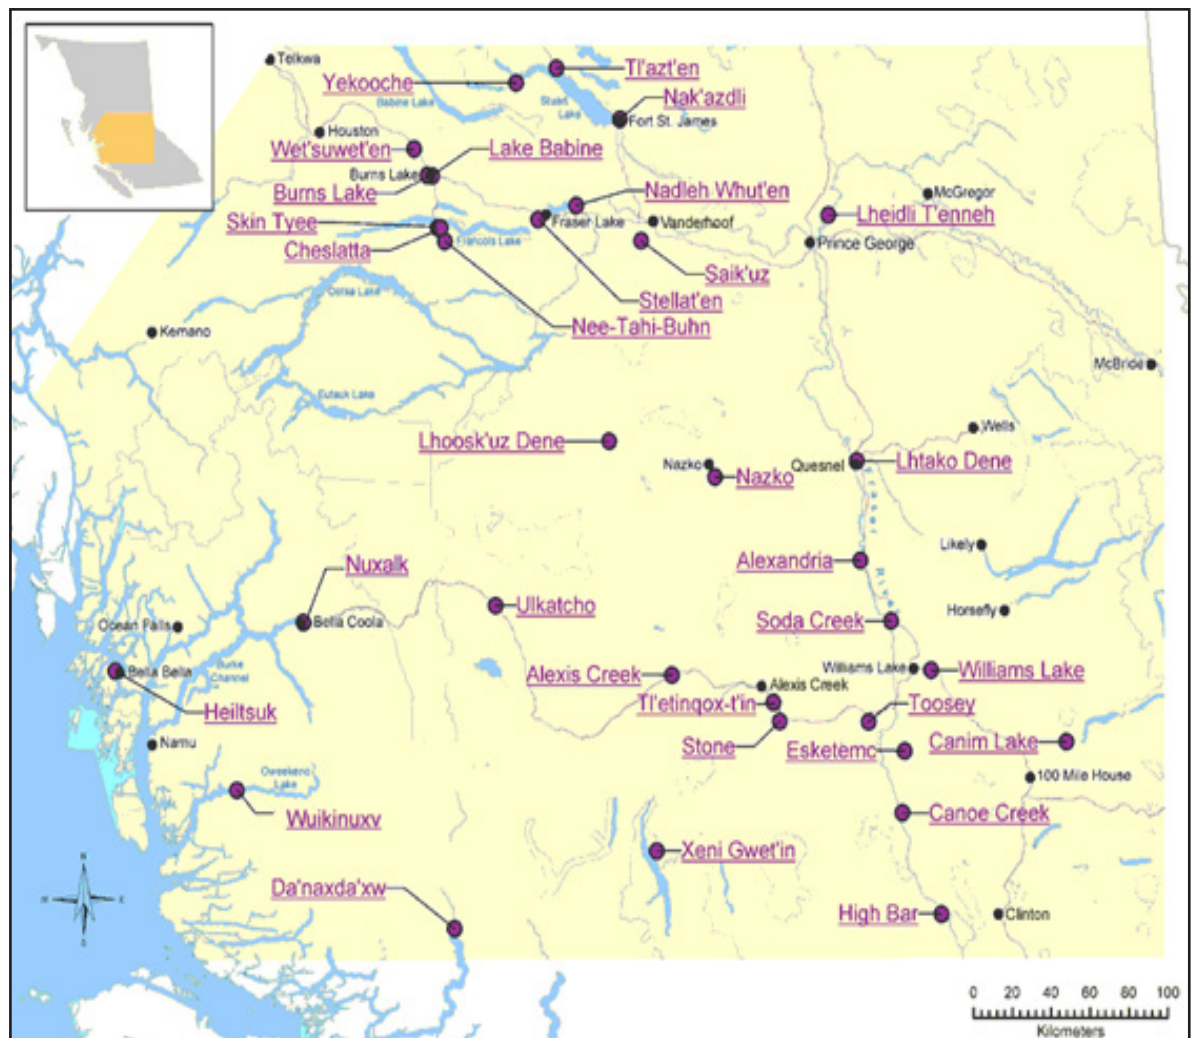 Telkwa
Tl'azt'en
Yekooche
Babine Lake
Stuart
Lake
Nak'azdli
Fort St. James
Houston
Wet'suwet'en
Lake Babine
Burns Lake
Burns Lake
Nadleh Whut'en
McGregor
Skin Tyee
Fraser Lake
Vanderhoof
Lheidli T'enneh
Cheslatta
Francois Lake
Prince George
Saik'uz
Stellat'en
Ootsa Lake
Nee-Tahi-Buhn
Kemano
McBride
Eutsuk Lake
Wells
Lhoosk'uz Dene
Nazko
Quesnel
Lhtako Dene
Nazko
Fraser River
Likely
Alexandria
Nuxalk
Ulkatcho
Horsefly
Ocean Falls
Bella Coola
Soda Creek
Burke
Channel
Bella Bella
Alexis Creek
Williams Lake
Williams Lake
Alexis Creek
Heiltsuk
Tl'etinqox-t'in
Toosey
Namu
Stone
Esketemc
Canim Lake
Oweekeno
Lake
100 Mile House
Wuikinuxv
Canoe Creek
Xeni Gwet'in
Da'naxda'xw
High Bar
Clinton
N
W E
S
0 20 40 60 80 100
Kilometers